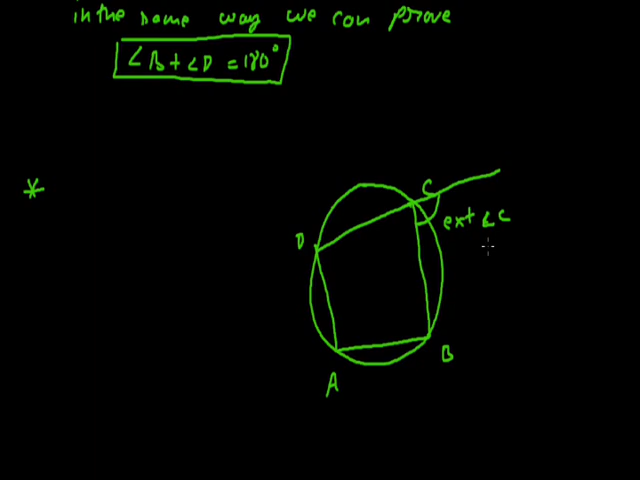 in the same way we can prove
∠B + ∠D = 180°
*
C
ext ∠C
D
B
A